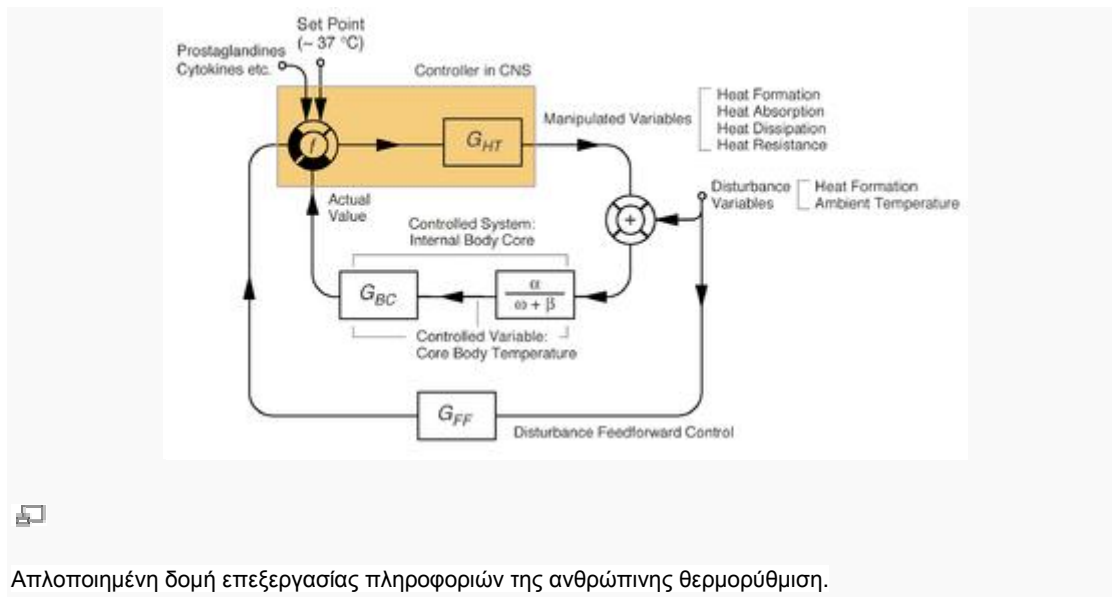 Set Point
(~ 37 °C)
Prostaglandines
Cytokines etc.
Controller in CNS
Manipulated Variables
Heat Formation
Heat Absorption
Heat Dissipation
Heat Resistance
f
G_HT
Disturbance
Variables
Heat Formation
Ambient Temperature
Actual
Value
Controlled System:
Internal Body Core
+
G_BC
α
ω + β
Controlled Variable:
Core Body Temperature
G_FF
Disturbance Feedforward Control
Απλοποιημένη δομή επεξεργασίας πληροφοριών της ανθρώπινης θερμορύθμιση.